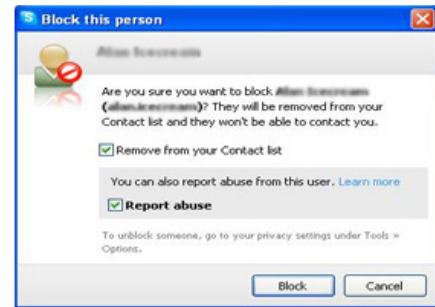 Block this person
Are you sure you want to block
They will be removed from your
Contact list and they won't be able to contact you.
Remove from your Contact list
You can also report abuse from this user. Learn more
Report abuse
To unblock someone, go to your privacy settings under Tools >
Options.
Block
Cancel